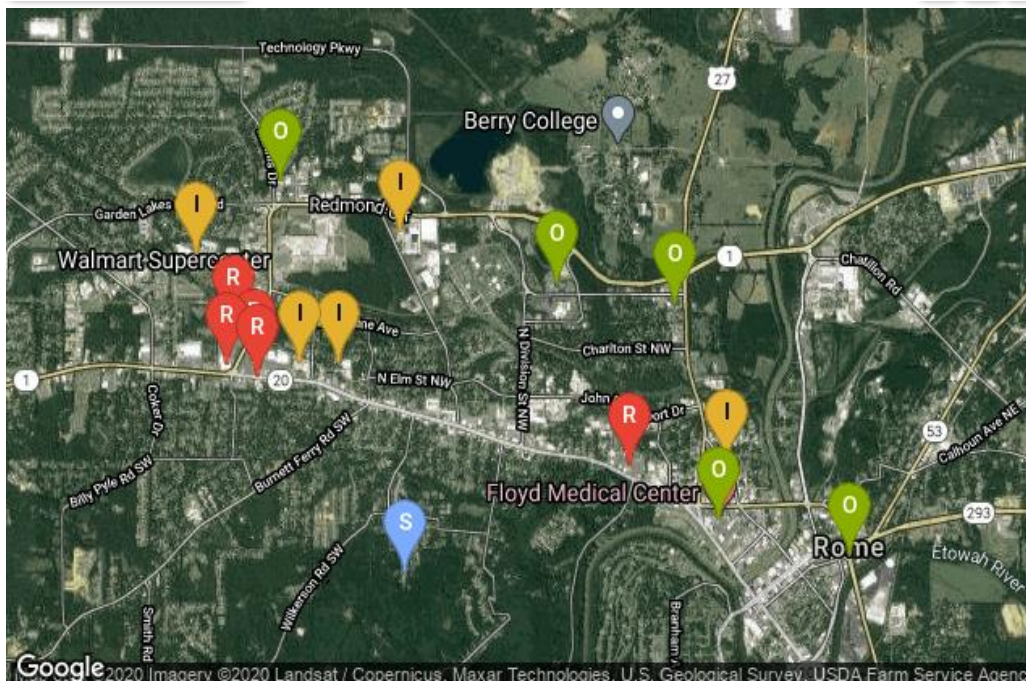 Technology Pkwy
27
Berry College
O
I
I
Garden Lakes
Redmond Cir
O
O
1
Walmart Supercenter
R
R
R
I
I
Chatillon Rd
Charlton St NW
N Division St NW
N Elm St NW
1
20
Coker Dr
R
I
53
Calhoun Ave NE
Billy Pyle Rd SW
Burnett Ferry Rd SW
O
Floyd Medical Center
O
293
S
Rome
Etowah River
Wilkerson Rd SW
Smith Rd
Branham
Google
2020 Imagery ©2020 Landsat / Copernicus, Maxar Technologies, U.S. Geological Survey, USDA Farm Service Agenc